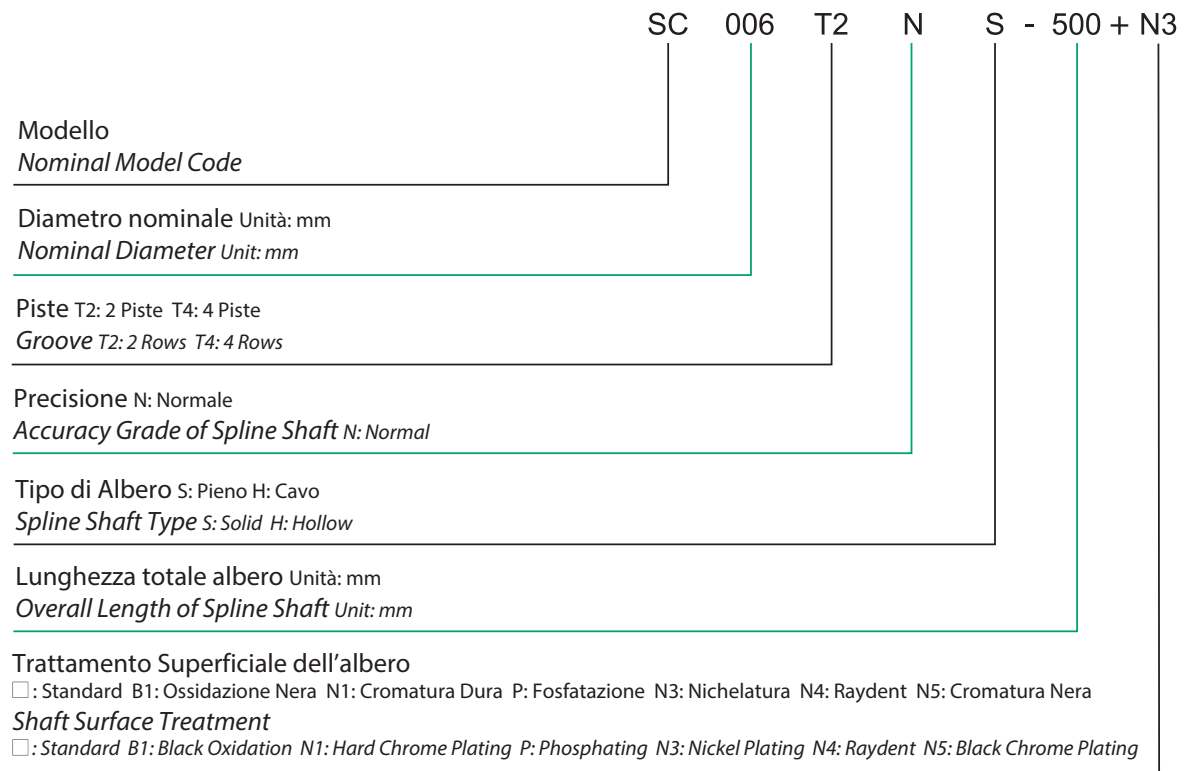 SC 006 T2 N S - 500 + N3
Modello
Nominal Model Code
Diametro nominale Unità: mm
Nominal Diameter Unit: mm
Piste T2: 2 Piste T4: 4 Piste
Groove T2: 2 Rows T4: 4 Rows
Precisione N: Normale
Accuracy Grade of Spline Shaft N: Normal
Tipo di Albero S: Pieno H: Cavo
Spline Shaft Type S: Solid H: Hollow
Lunghezza totale albero Unità: mm
Overall Length of Spline Shaft Unit: mm
Trattamento Superficiale dell'albero
□: Standard B1: Ossidazione Nera N1: Cromatura Dura P: Fosfatazione N3: Nichelatura N4: Raydent N5: Cromatura Nera
Shaft Surface Treatment
□: Standard B1: Black Oxidation N1: Hard Chrome Plating P: Phosphating N3: Nickel Plating N4: Raydent N5: Black Chrome Plating